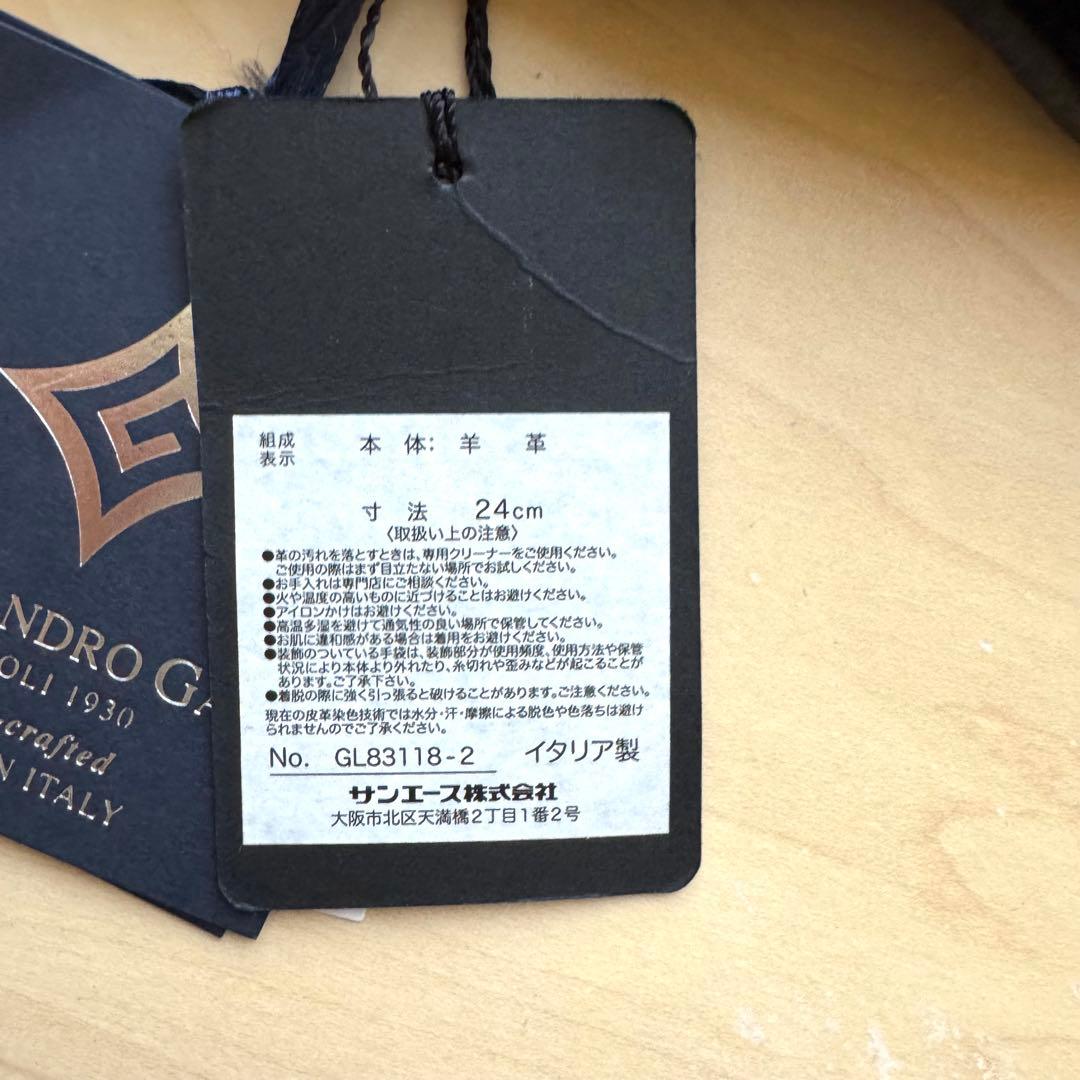 組成
表示
本 体: 羊 革
寸 法 24cm
〈取扱い上の注意〉
●革の汚れを落とすときは、専用クリーナーをご使用ください。
ご使用の際はまず目立たない場所でお試しください。
●お手入れは専門店にご相談ください。
●火や温度の高いものに近づけることはお避けください。
●アイロンかけはお避けください。
●高温多湿を避けて通気性の良い場所で保管してください。
●お肌に違和感がある場合は着用をお避けください。
●装飾のついている手袋は、装飾部分が使用頻度、使用方法や保管
状況により本体より外れたり、糸切れや歪みなどが起こることが
あります。ご了承ください。
●着脱の際に強く引っ張ると破けることがあります。ご注意ください。
現在の皮革染色技術では水分・汗・摩擦による脱色や色落ちは避け
られませんのでご了承ください。
No. GL83118-2 イタリア製
サンエース株式会社
大阪市北区天満橋2丁目1番2号
NDRO GA
OLI 1930
crafted
N ITALY